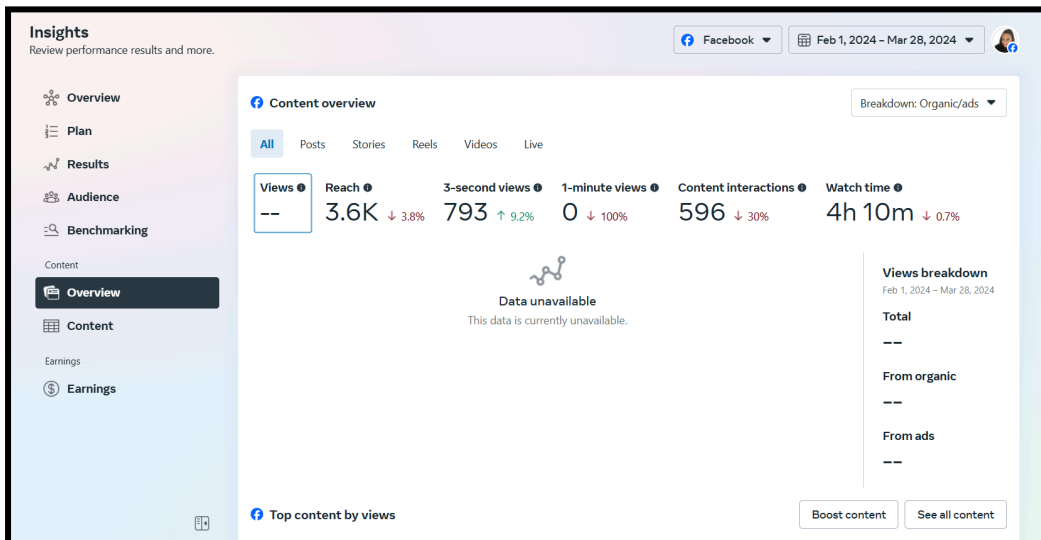 Insights
Review performance results and more.
Facebook
Feb 1, 2024 – Mar 28, 2024
Overview
Plan
Results
Audience
Benchmarking
Content
Overview
Content
Earnings
Earnings
Content overview
Breakdown: Organic/ads
All Posts Stories Reels Videos Live
Views Reach 3-second views 1-minute views Content interactions Watch time
-- 3.6K ↓ 3.8% 793 ↑ 9.2% 0 ↓ 100% 596 ↓ 30% 4h 10m ↓ 0.7%
Data unavailable
This data is currently unavailable.
Views breakdown
Feb 1, 2024 – Mar 28, 2024
Total
--
From organic
--
From ads
--
Top content by views
Boost content
See all content